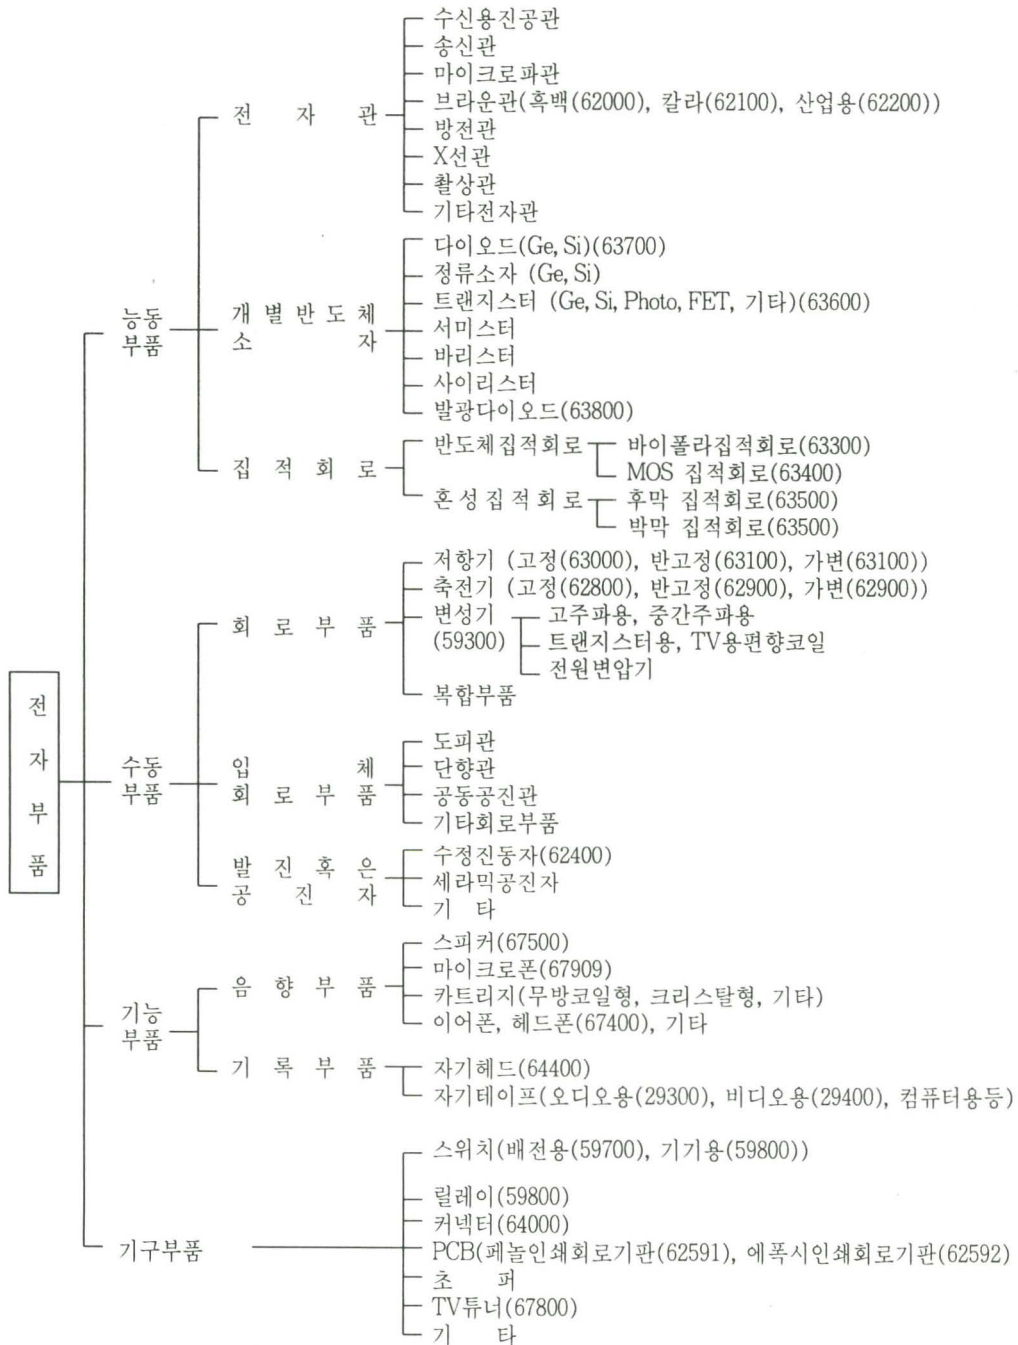 수신용진공관
송신관
마이크로파관
전 자 관
브라운관(흑백(62000), 칼라(62100), 산업용(62200))
방전관
X선관
촬상관
기타전자관
다이오드(Ge, Si)(63700)
정류소자 (Ge, Si)
능동
부품
개별반도체
소 자
트랜지스터 (Ge, Si, Photo, FET, 기타)(63600)
서미스터
바리스터
사이리스터
발광다이오드(63800)
집 적 회 로
반도체집적회로
바이폴라집적회로(63300)
MOS 집적회로(63400)
혼성집적회로
후막 집적회로(63500)
박막 집적회로(63500)
저항기 (고정(63000), 반고정(63100), 가변(63100))
축전기 (고정(62800), 반고정(62900), 가변(62900))
회 로 부 품
변성기
(59300)
고주파용, 중간주파용
트랜지스터용, TV용편향코일
전원변압기
복합부품
전
자
부
품
수동
부품
입 체
회 로 부 품
도피관
단향관
공동공진관
기타회로부품
발 진 혹 은
공 진 자
수정진동자(62400)
세라믹공진자
기 타
기능
부품
음 향 부 품
스피커(67500)
마이크로폰(67909)
카트리지(무방코일형, 크리스탈형, 기타)
이어폰, 헤드폰(67400), 기타
기 록 부 품
자기헤드(64400)
자기테이프(오디오용(29300), 비디오용(29400), 컴퓨터용등)
기구부품
스위치(배전용(59700), 기기용(59800))
릴레이(59800)
커넥터(64000)
PCB(페놀인쇄회로기판(62591), 에폭시인쇄회로기판(62592)
초 퍼
TV튜너(67800)
기 타